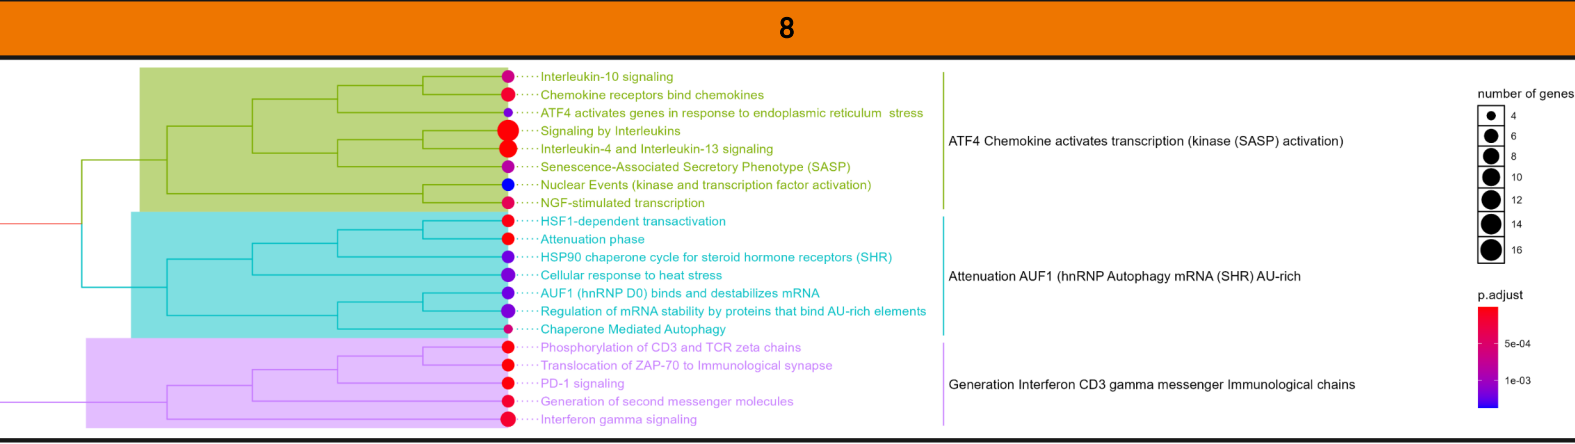 8
Interleukin-10 signaling
Chemokine receptors bind chemokines
ATF4 activates genes in response to endoplasmic reticulum stress
Signaling by Interleukins
Interleukin-4 and Interleukin-13 signaling
Senescence-Associated Secretory Phenotype (SASP)
Nuclear Events (kinase and transcription factor activation)
NGF-stimulated transcription
ATF4 Chemokine activates transcription (kinase (SASP) activation)
HSF1-dependent transactivation
Attenuation phase
HSP90 chaperone cycle for steroid hormone receptors (SHR)
Cellular response to heat stress
AUF1 (hnRNP D0) binds and destabilizes mRNA
Regulation of mRNA stability by proteins that bind AU-rich elements
Chaperone Mediated Autophagy
Attenuation AUF1 (hnRNP Autophagy mRNA (SHR) AU-rich
Phosphorylation of CD3 and TCR zeta chains
Translocation of ZAP-70 to Immunological synapse
PD-1 signaling
Generation of second messenger molecules
Interferon gamma signaling
Generation Interferon CD3 gamma messenger Immunological chains
number of genes
4
6
8
10
12
14
16
p.adjust
5e-04
1e-03